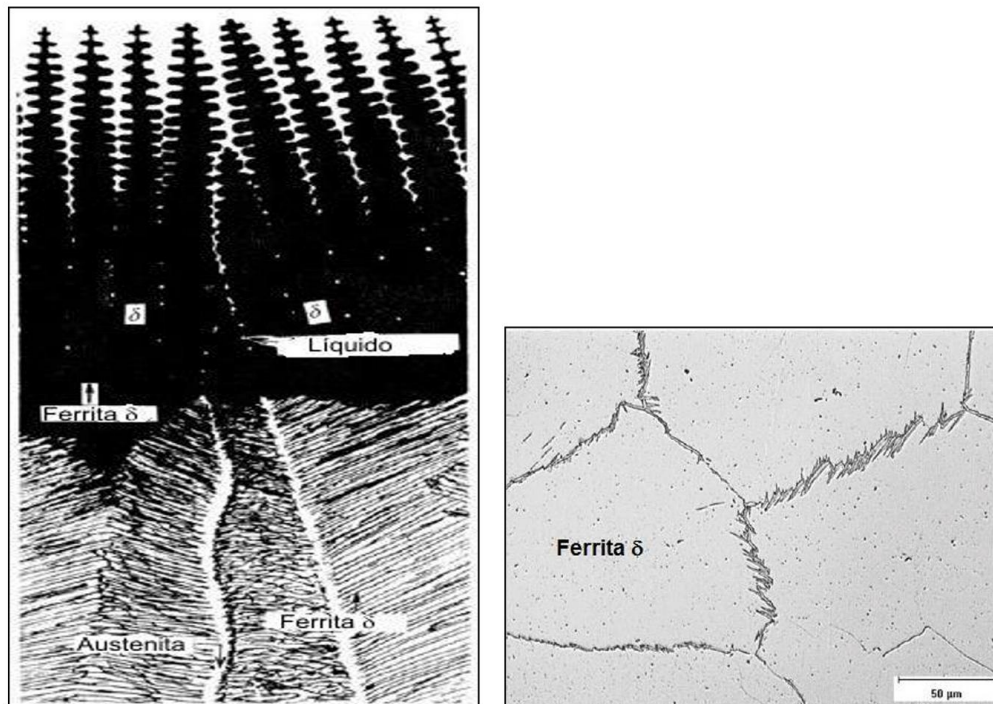 δ
δ
Líquido
Ferrita δ
Ferrita δ
Austenita
Ferrita δ
50 µm